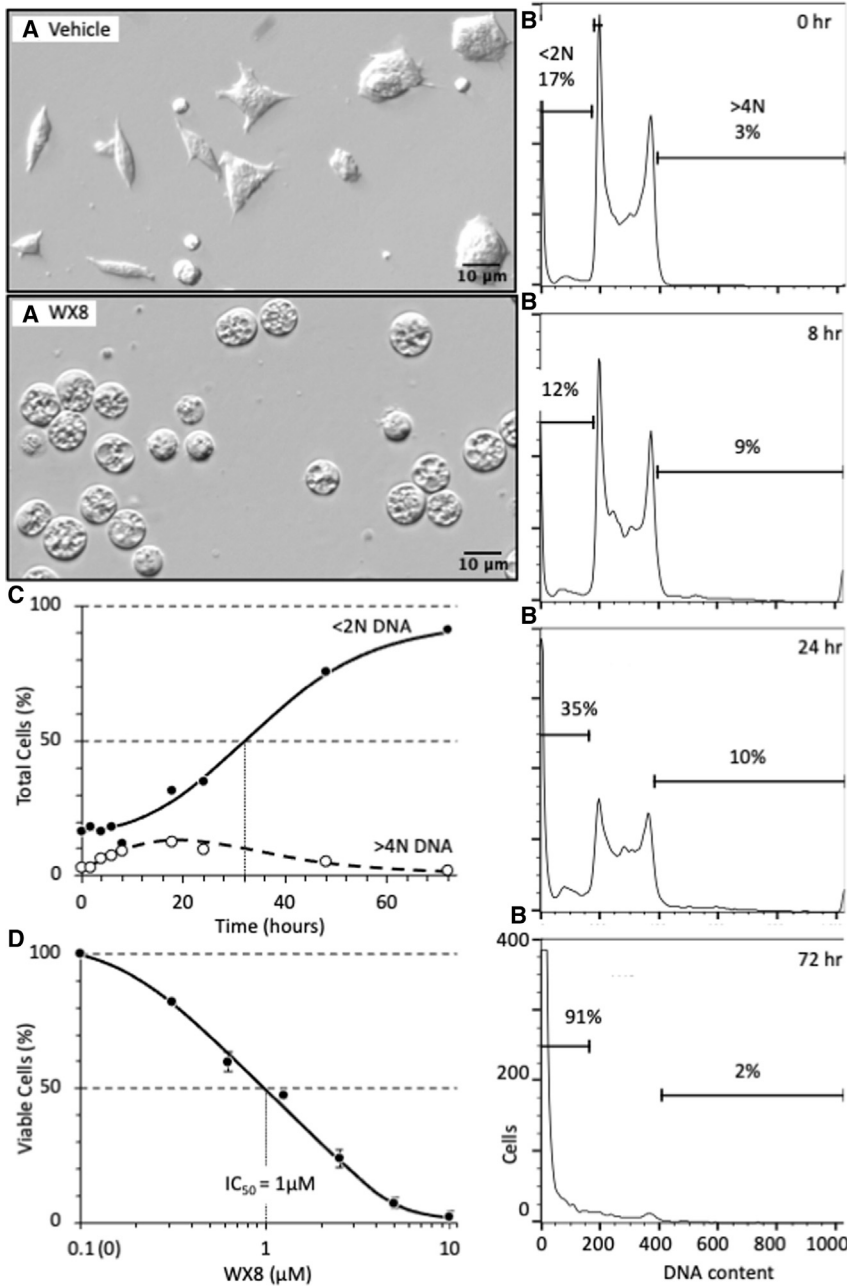 A Vehicle
10 µm
A WX8
10 µm
B
0 hr
<2N
17%
>4N
3%
B
8 hr
12%
9%
B
24 hr
35%
10%
B
72 hr
400
91%
2%
200
Cells
0
0 200 400 600 800 1000
DNA content
C
100
<2N DNA
Total Cells (%)
50
>4N DNA
0
0 20 40 60
Time (hours)
D
100
Viable Cells (%)
50
IC50 = 1µM
0
0.1(0) 1 10
WX8 (µM)